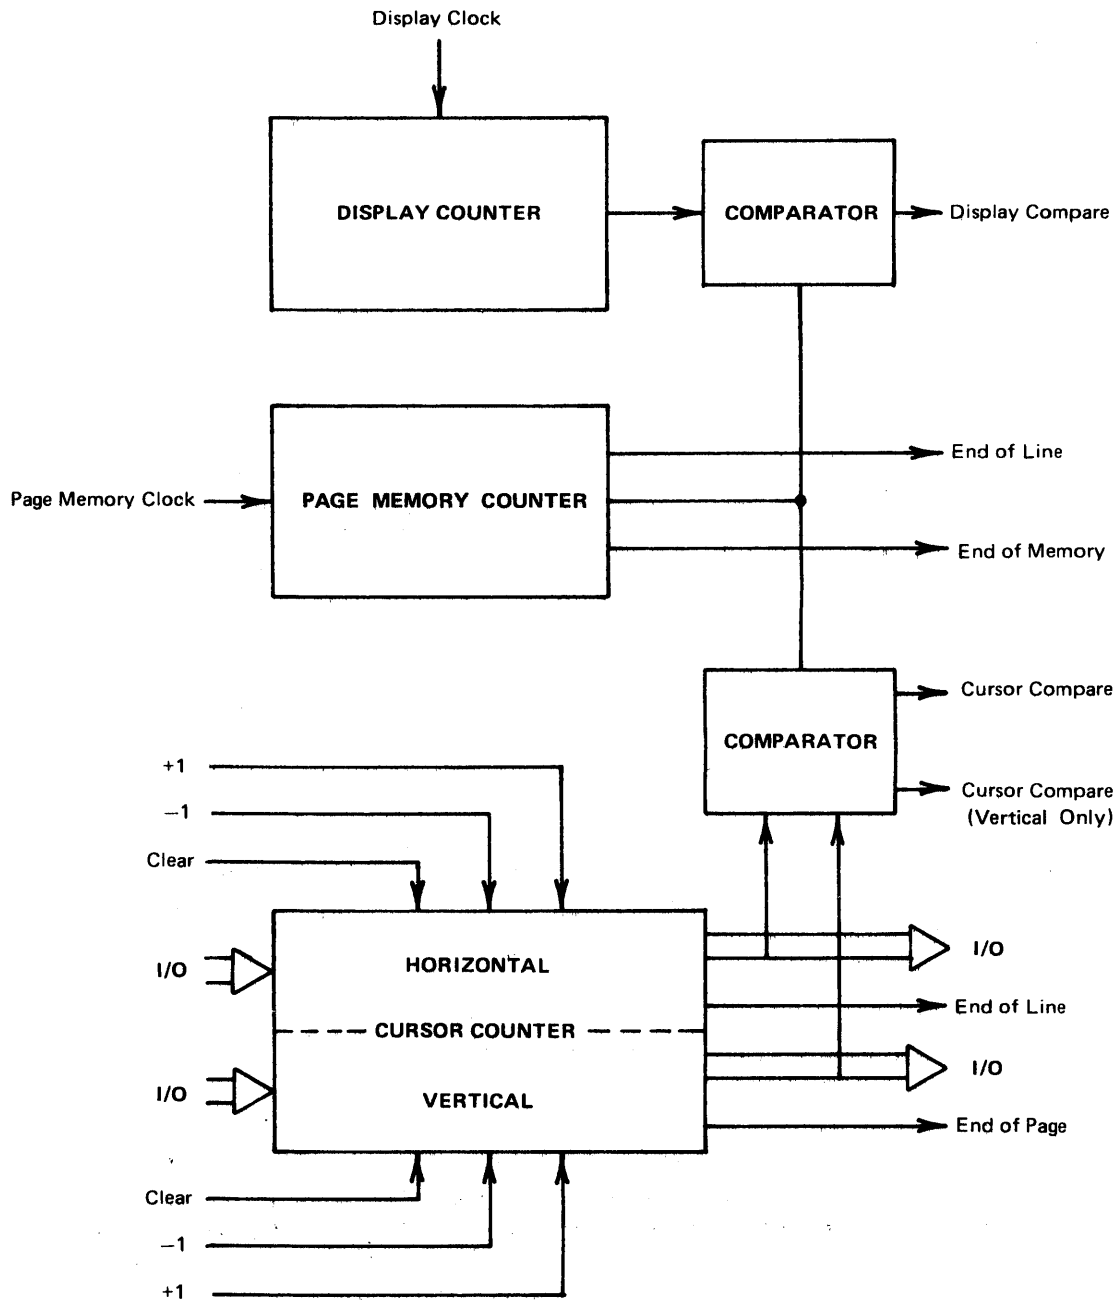 Display Clock
DISPLAY COUNTER
COMPARATOR
Display Compare
End of Line
Page Memory Clock
PAGE MEMORY COUNTER
End of Memory
Cursor Compare
COMPARATOR
+1
Cursor Compare
(Vertical Only)
−1
Clear
I/O
HORIZONTAL
I/O
End of Line
CURSOR COUNTER
I/O
I/O
VERTICAL
End of Page
Clear
−1
+1